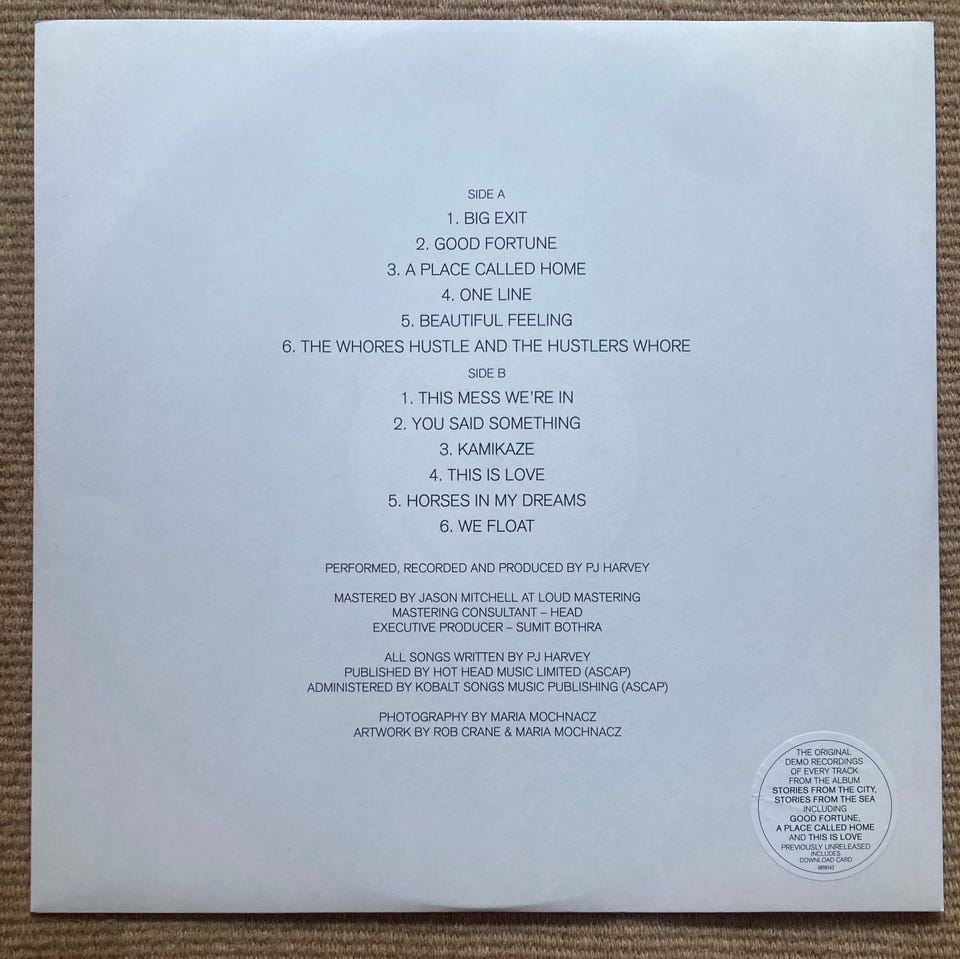 SIDE A
1. BIG EXIT
2. GOOD FORTUNE
3. A PLACE CALLED HOME
4. ONE LINE
5. BEAUTIFUL FEELING
6. THE WHORES HUSTLE AND THE HUSTLERS WHORE
SIDE B
1. THIS MESS WE'RE IN
2. YOU SAID SOMETHING
3. KAMIKAZE
4. THIS IS LOVE
5. HORSES IN MY DREAMS
6. WE FLOAT
PERFORMED, RECORDED AND PRODUCED BY PJ HARVEY
MASTERED BY JASON MITCHELL AT LOUD MASTERING
MASTERING CONSULTANT – HEAD
EXECUTIVE PRODUCER – SUMIT BOTHRA
ALL SONGS WRITTEN BY PJ HARVEY
PUBLISHED BY HOT HEAD MUSIC LIMITED (ASCAP)
ADMINISTERED BY KOBALT SONGS MUSIC PUBLISHING (ASCAP)
PHOTOGRAPHY BY MARIA MOCHNACZ
ARTWORK BY ROB CRANE & MARIA MOCHNACZ
THE ORIGINAL
DEMO RECORDINGS
OF EVERY TRACK
FROM THE ALBUM
STORIES FROM THE CITY,
STORIES FROM THE SEA
INCLUDING
GOOD FORTUNE,
A PLACE CALLED HOME
AND THIS IS LOVE
PREVIOUSLY UNRELEASED
INCLUDES
DOWNLOAD CARD